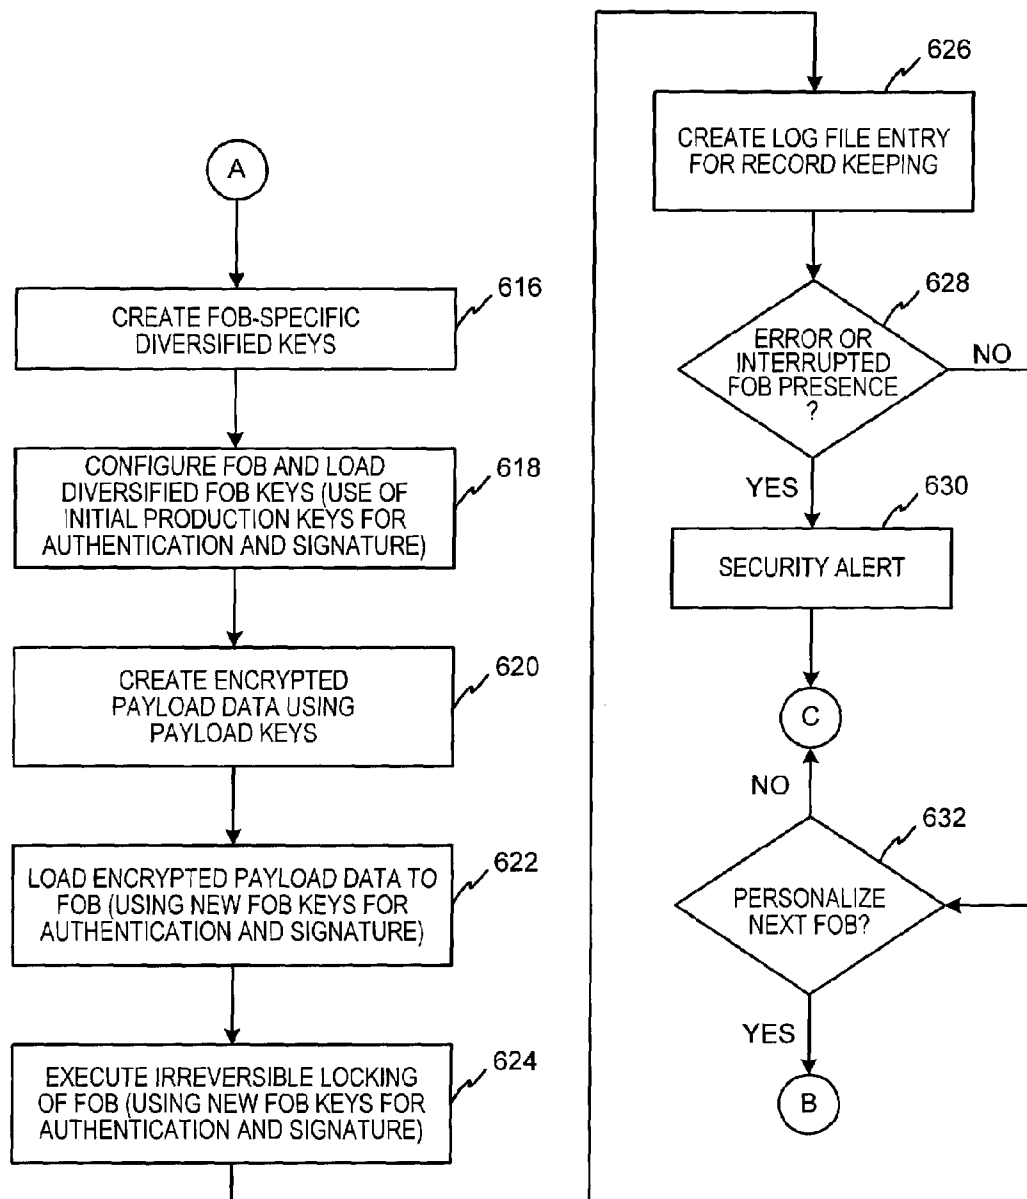 A
616
CREATE FOB-SPECIFIC
DIVERSIFIED KEYS
618
CONFIGURE FOB AND LOAD
DIVERSIFIED FOB KEYS (USE OF
INITIAL PRODUCTION KEYS FOR
AUTHENTICATION AND SIGNATURE)
620
CREATE ENCRYPTED
PAYLOAD DATA USING
PAYLOAD KEYS
622
LOAD ENCRYPTED PAYLOAD DATA TO
FOB (USING NEW FOB KEYS FOR
AUTHENTICATION AND SIGNATURE)
624
EXECUTE IRREVERSIBLE LOCKING
OF FOB (USING NEW FOB KEYS FOR
AUTHENTICATION AND SIGNATURE)
626
CREATE LOG FILE ENTRY
FOR RECORD KEEPING
628
ERROR OR
INTERRUPTED
FOB PRESENCE
?
NO
YES
630
SECURITY ALERT
C
NO
632
PERSONALIZE
NEXT FOB?
YES
B